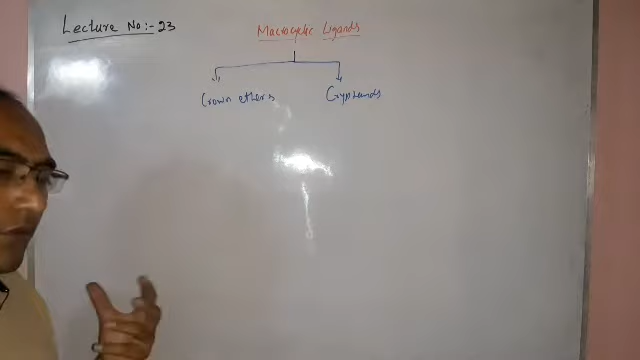 Lecture No:- 23
Macrocyclic Ligands
Crown ethers
Cryptands